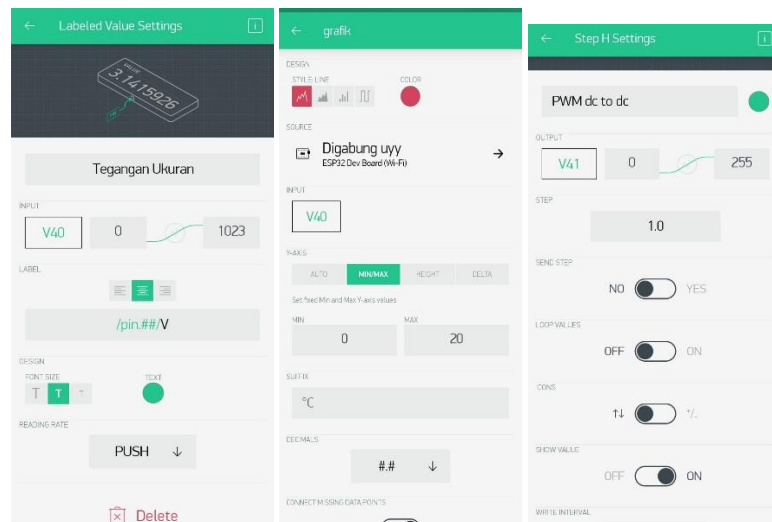 Labeled Value Settings
VALUE
3.1415926
Tegangan Ukuran
INPUT
V40
0
1023
LABEL
/pin.##/V
DESIGN
FONT SIZE
TEXT
T T T
READING RATE
PUSH ↓
Delete
grafik
DESIGN
STYLE: LINE
COLOR
SOURCE
Digabung uyy
ESP32 Dev Board (Wi-Fi)
INPUT
V40
Y-AXIS
AUTO
MIN/MAX
HEIGHT
DELTA
Set fixed Min and Max Y-axis values
MIN
MAX
0
20
SUFFIX
°C
DECIMALS
#.# ↓
CONNECT MISSING DATA POINTS
Step H Settings
PWM dc to dc
OUTPUT
V41
0
255
STEP
1.0
SEND STEP
NO YES
LOOP VALUES
OFF ON
ICONS
SHOW VALUE
OFF ON
WRITE INTERVAL